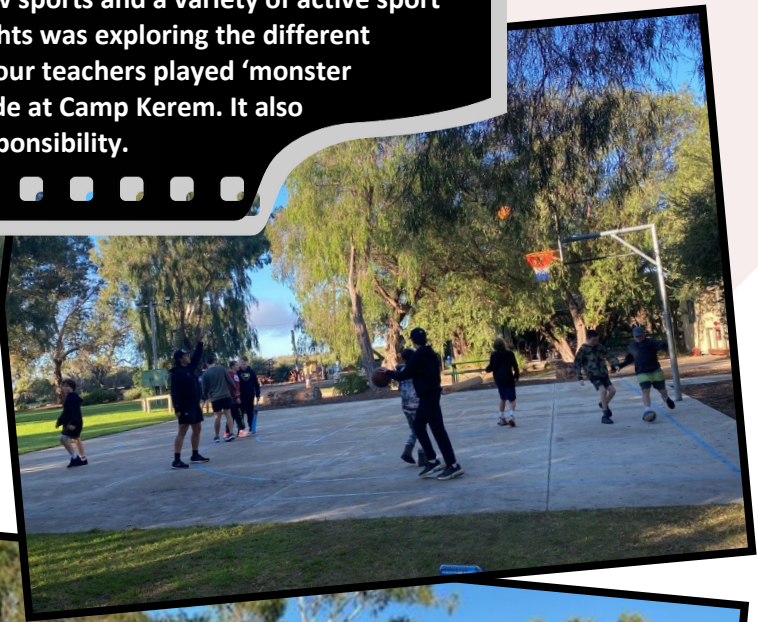 sports and a variety of active sport
hts was exploring the different
our teachers played ‘monster
de at Camp Kerem. It also
ponsibility.